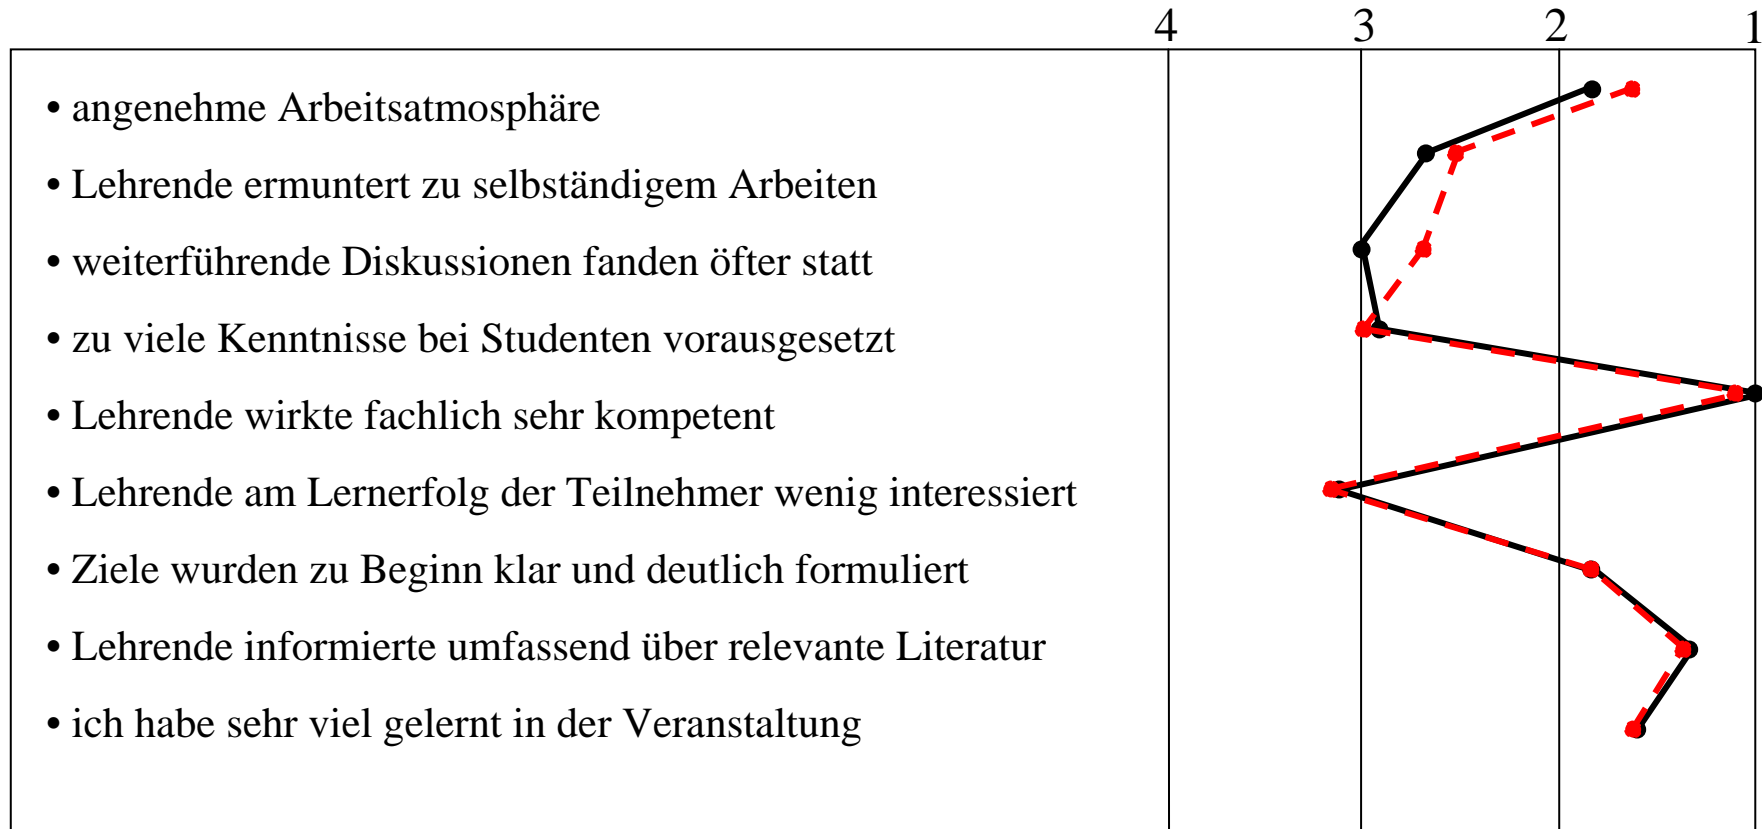 4 3 2 1
• angenehme Arbeitsatmosphäre
• Lehrende ermuntert zu selbständigem Arbeiten
• weiterführende Diskussionen fanden öfter statt
• zu viele Kenntnisse bei Studenten vorausgesetzt
• Lehrende wirkte fachlich sehr kompetent
• Lehrende am Lernerfolg der Teilnehmer wenig interessiert
• Ziele wurden zu Beginn klar und deutlich formuliert
• Lehrende informierte umfassend über relevante Literatur
• ich habe sehr viel gelernt in der Veranstaltung